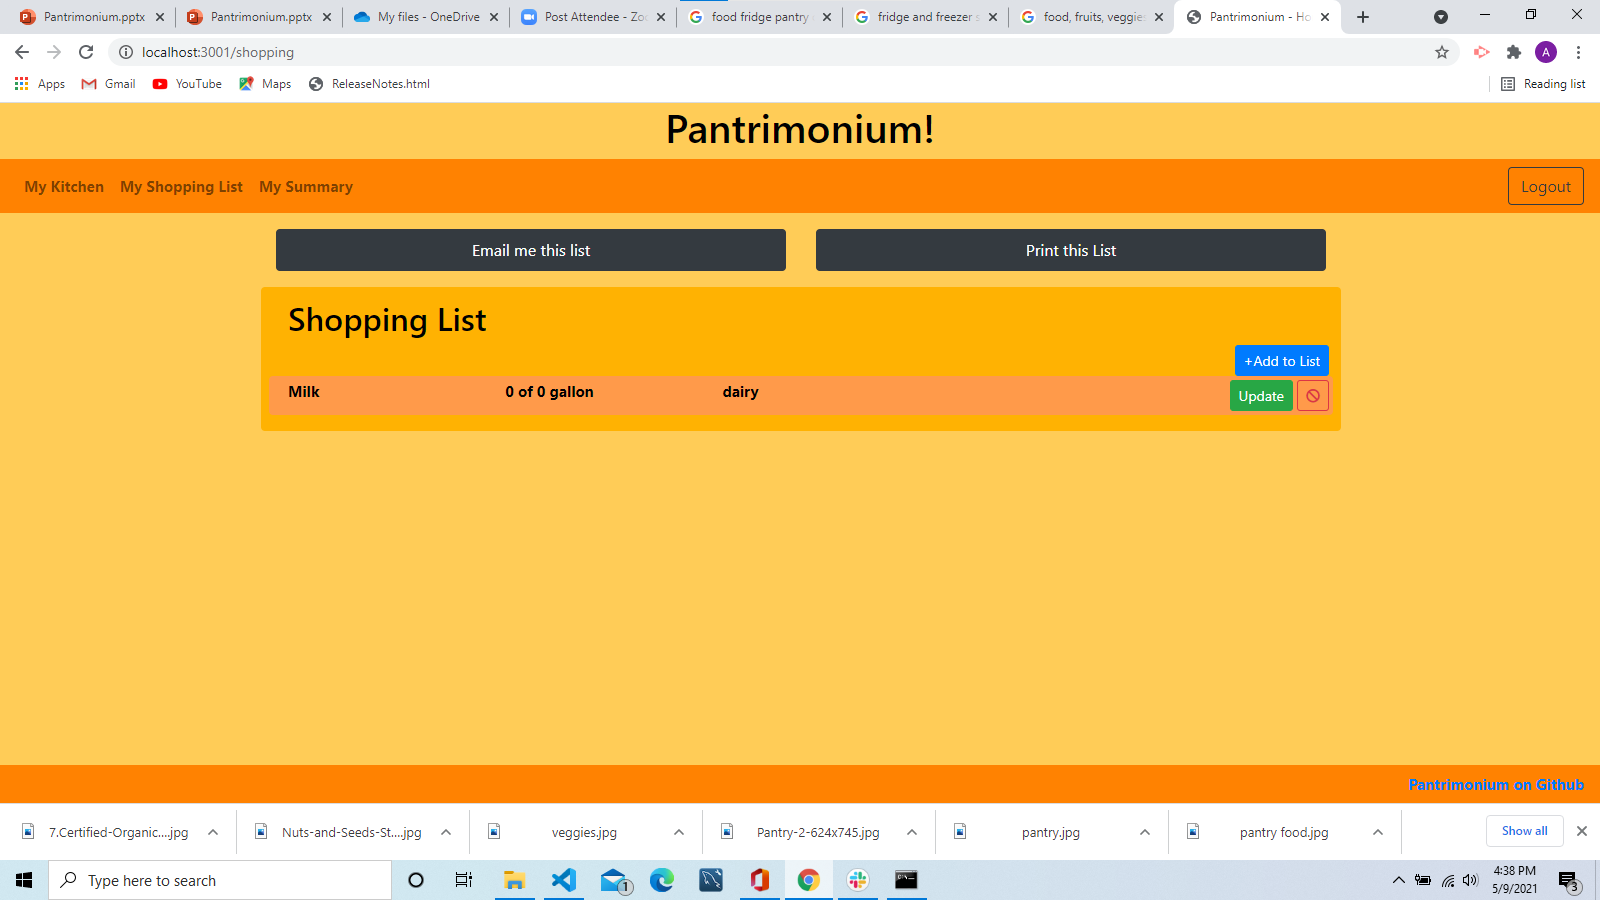 Pantrimonium.pptx
Pantrimonium.pptx
My files - OneDrive
Post Attendee - Zo
food fridge pantry
fridge and freezer s
food, fruits, veggies
Pantrimonium - Ho
localhost:3001/shopping
A
Apps
Gmail
YouTube
Maps
ReleaseNotes.html
Reading list
Pantrimonium!
My Kitchen
My Shopping List
My Summary
Logout
Email me this list
Print this List
Shopping List
+Add to List
Milk
0 of 0 gallon
dairy
Update
Pantrimonium on Github
7.Certified-Organic....jpg
Nuts-and-Seeds-St....jpg
veggies.jpg
Pantry-2-624x745.jpg
pantry.jpg
pantry food.jpg
Show all
Type here to search
1
4:38 PM
5/9/2021
3